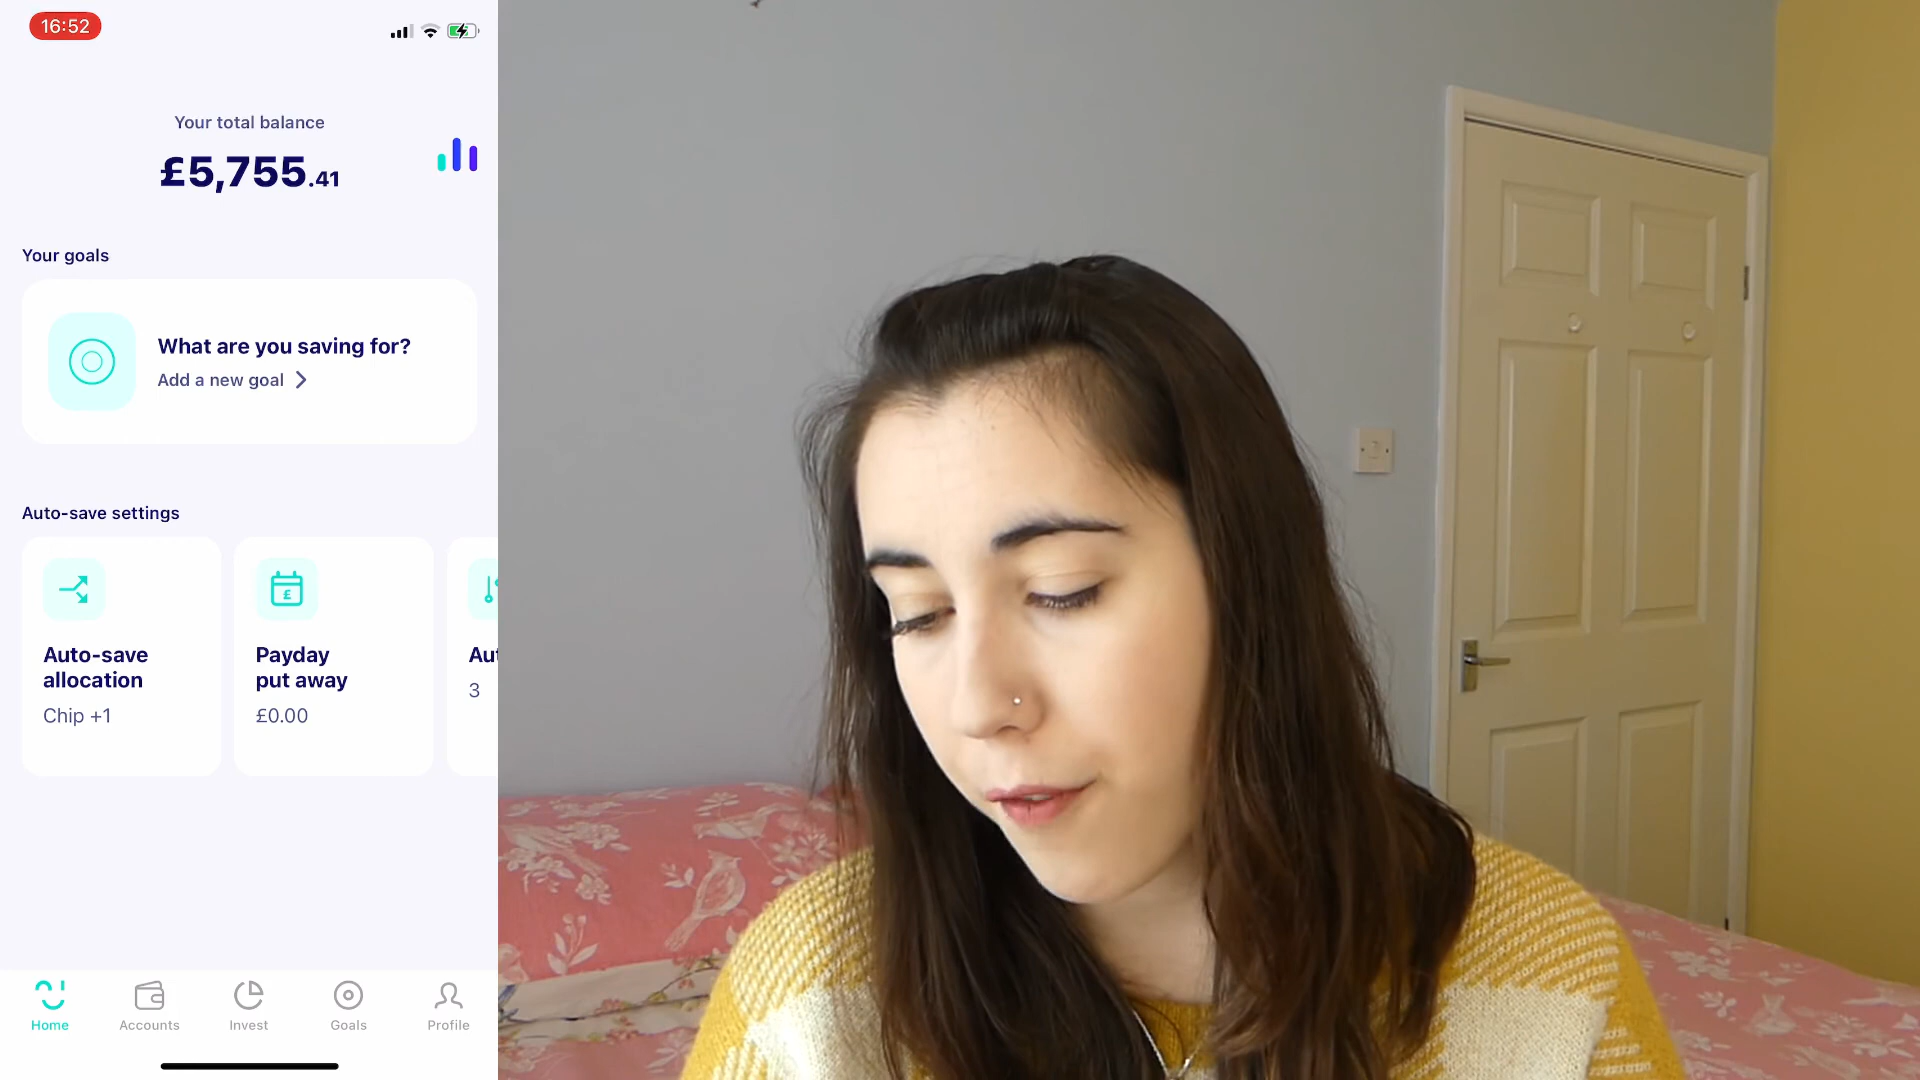 16:52
Your total balance
£5,755.41
Your goals
What are you saving for?
Add a new goal
Auto-save settings
Auto-save
allocation
Chip +1
£
Payday
put away
£0.00
Aut
3
Home
Accounts
Invest
Goals
Profile